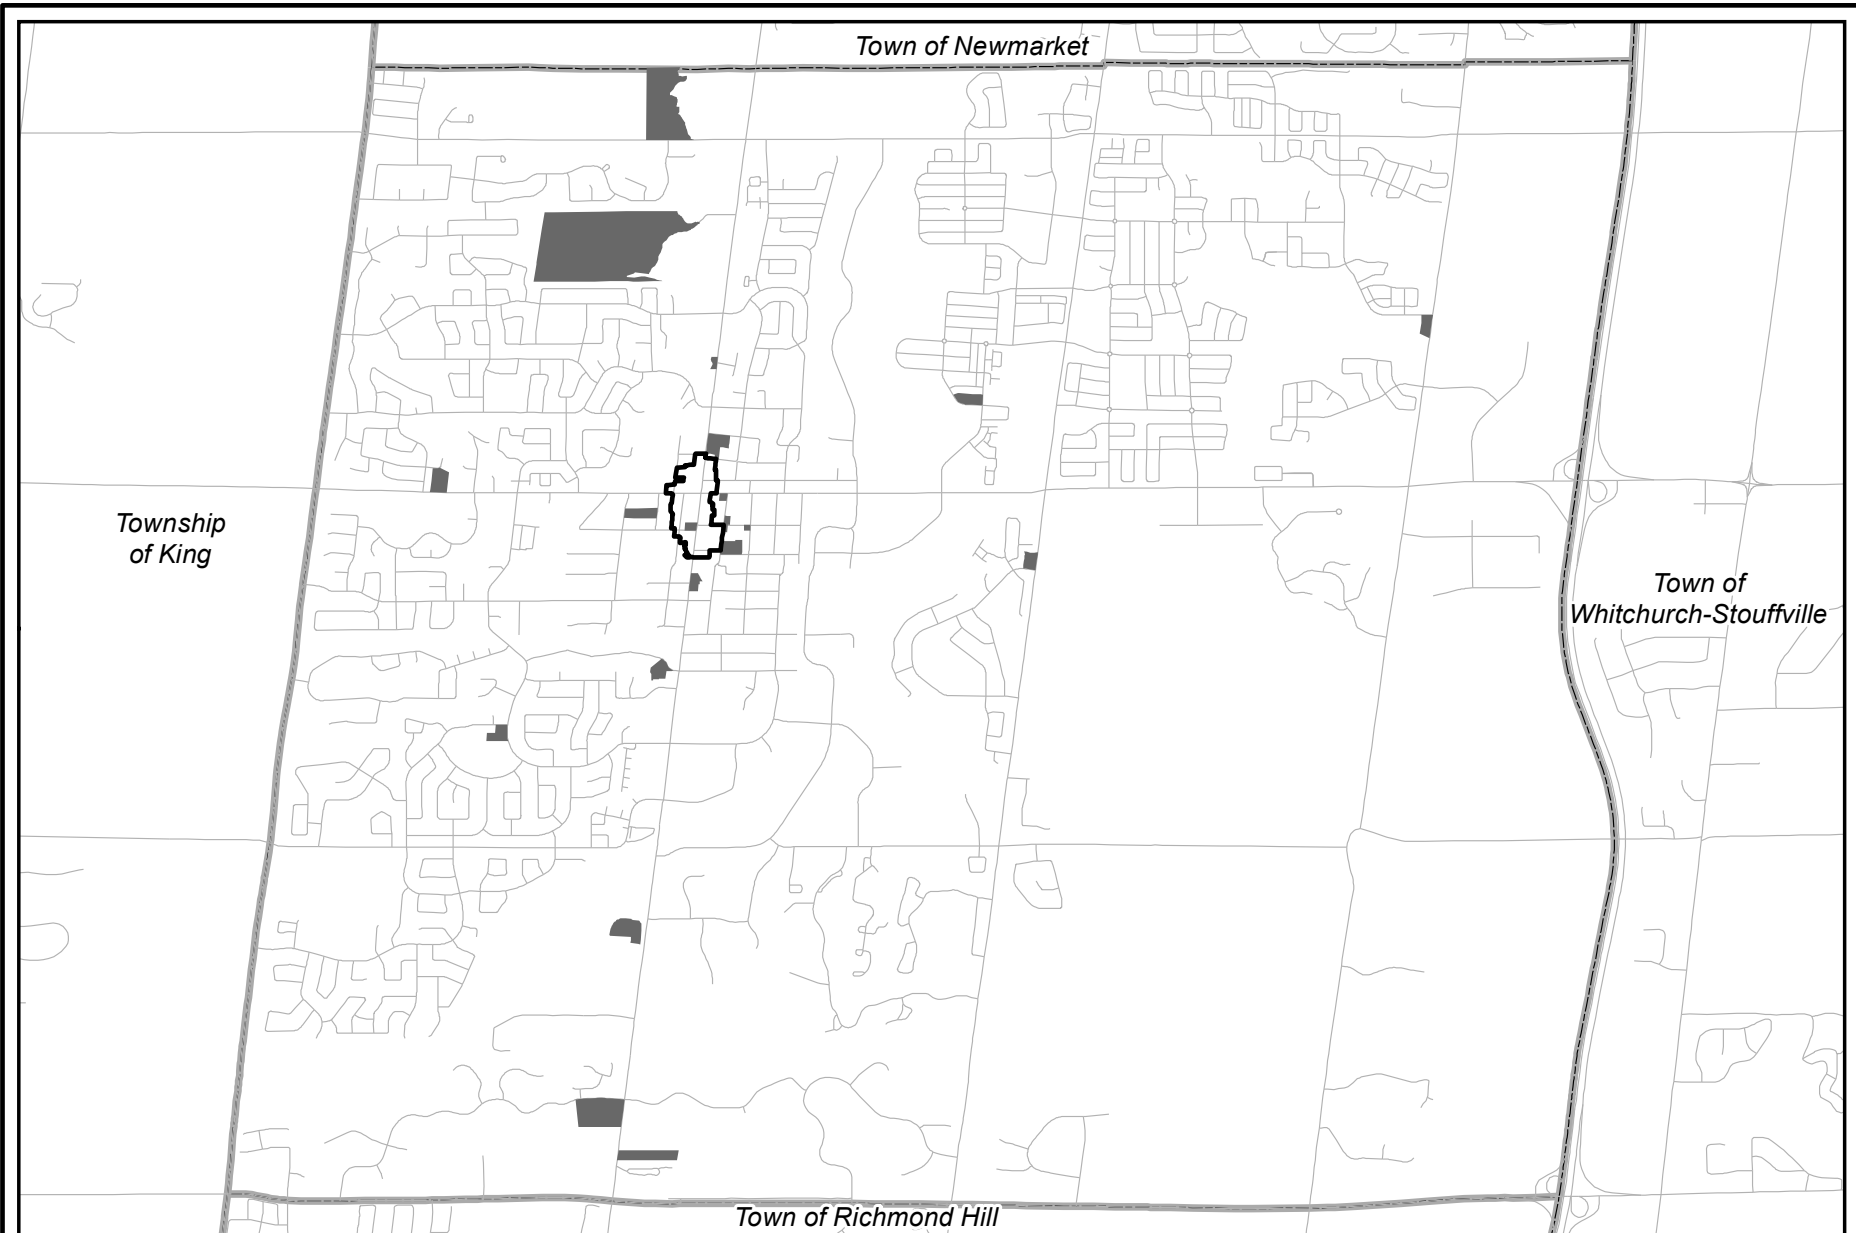 Town of Newmarket
Township
of King
Town of
Whitchurch-Stouffville
Town of Richmond Hill